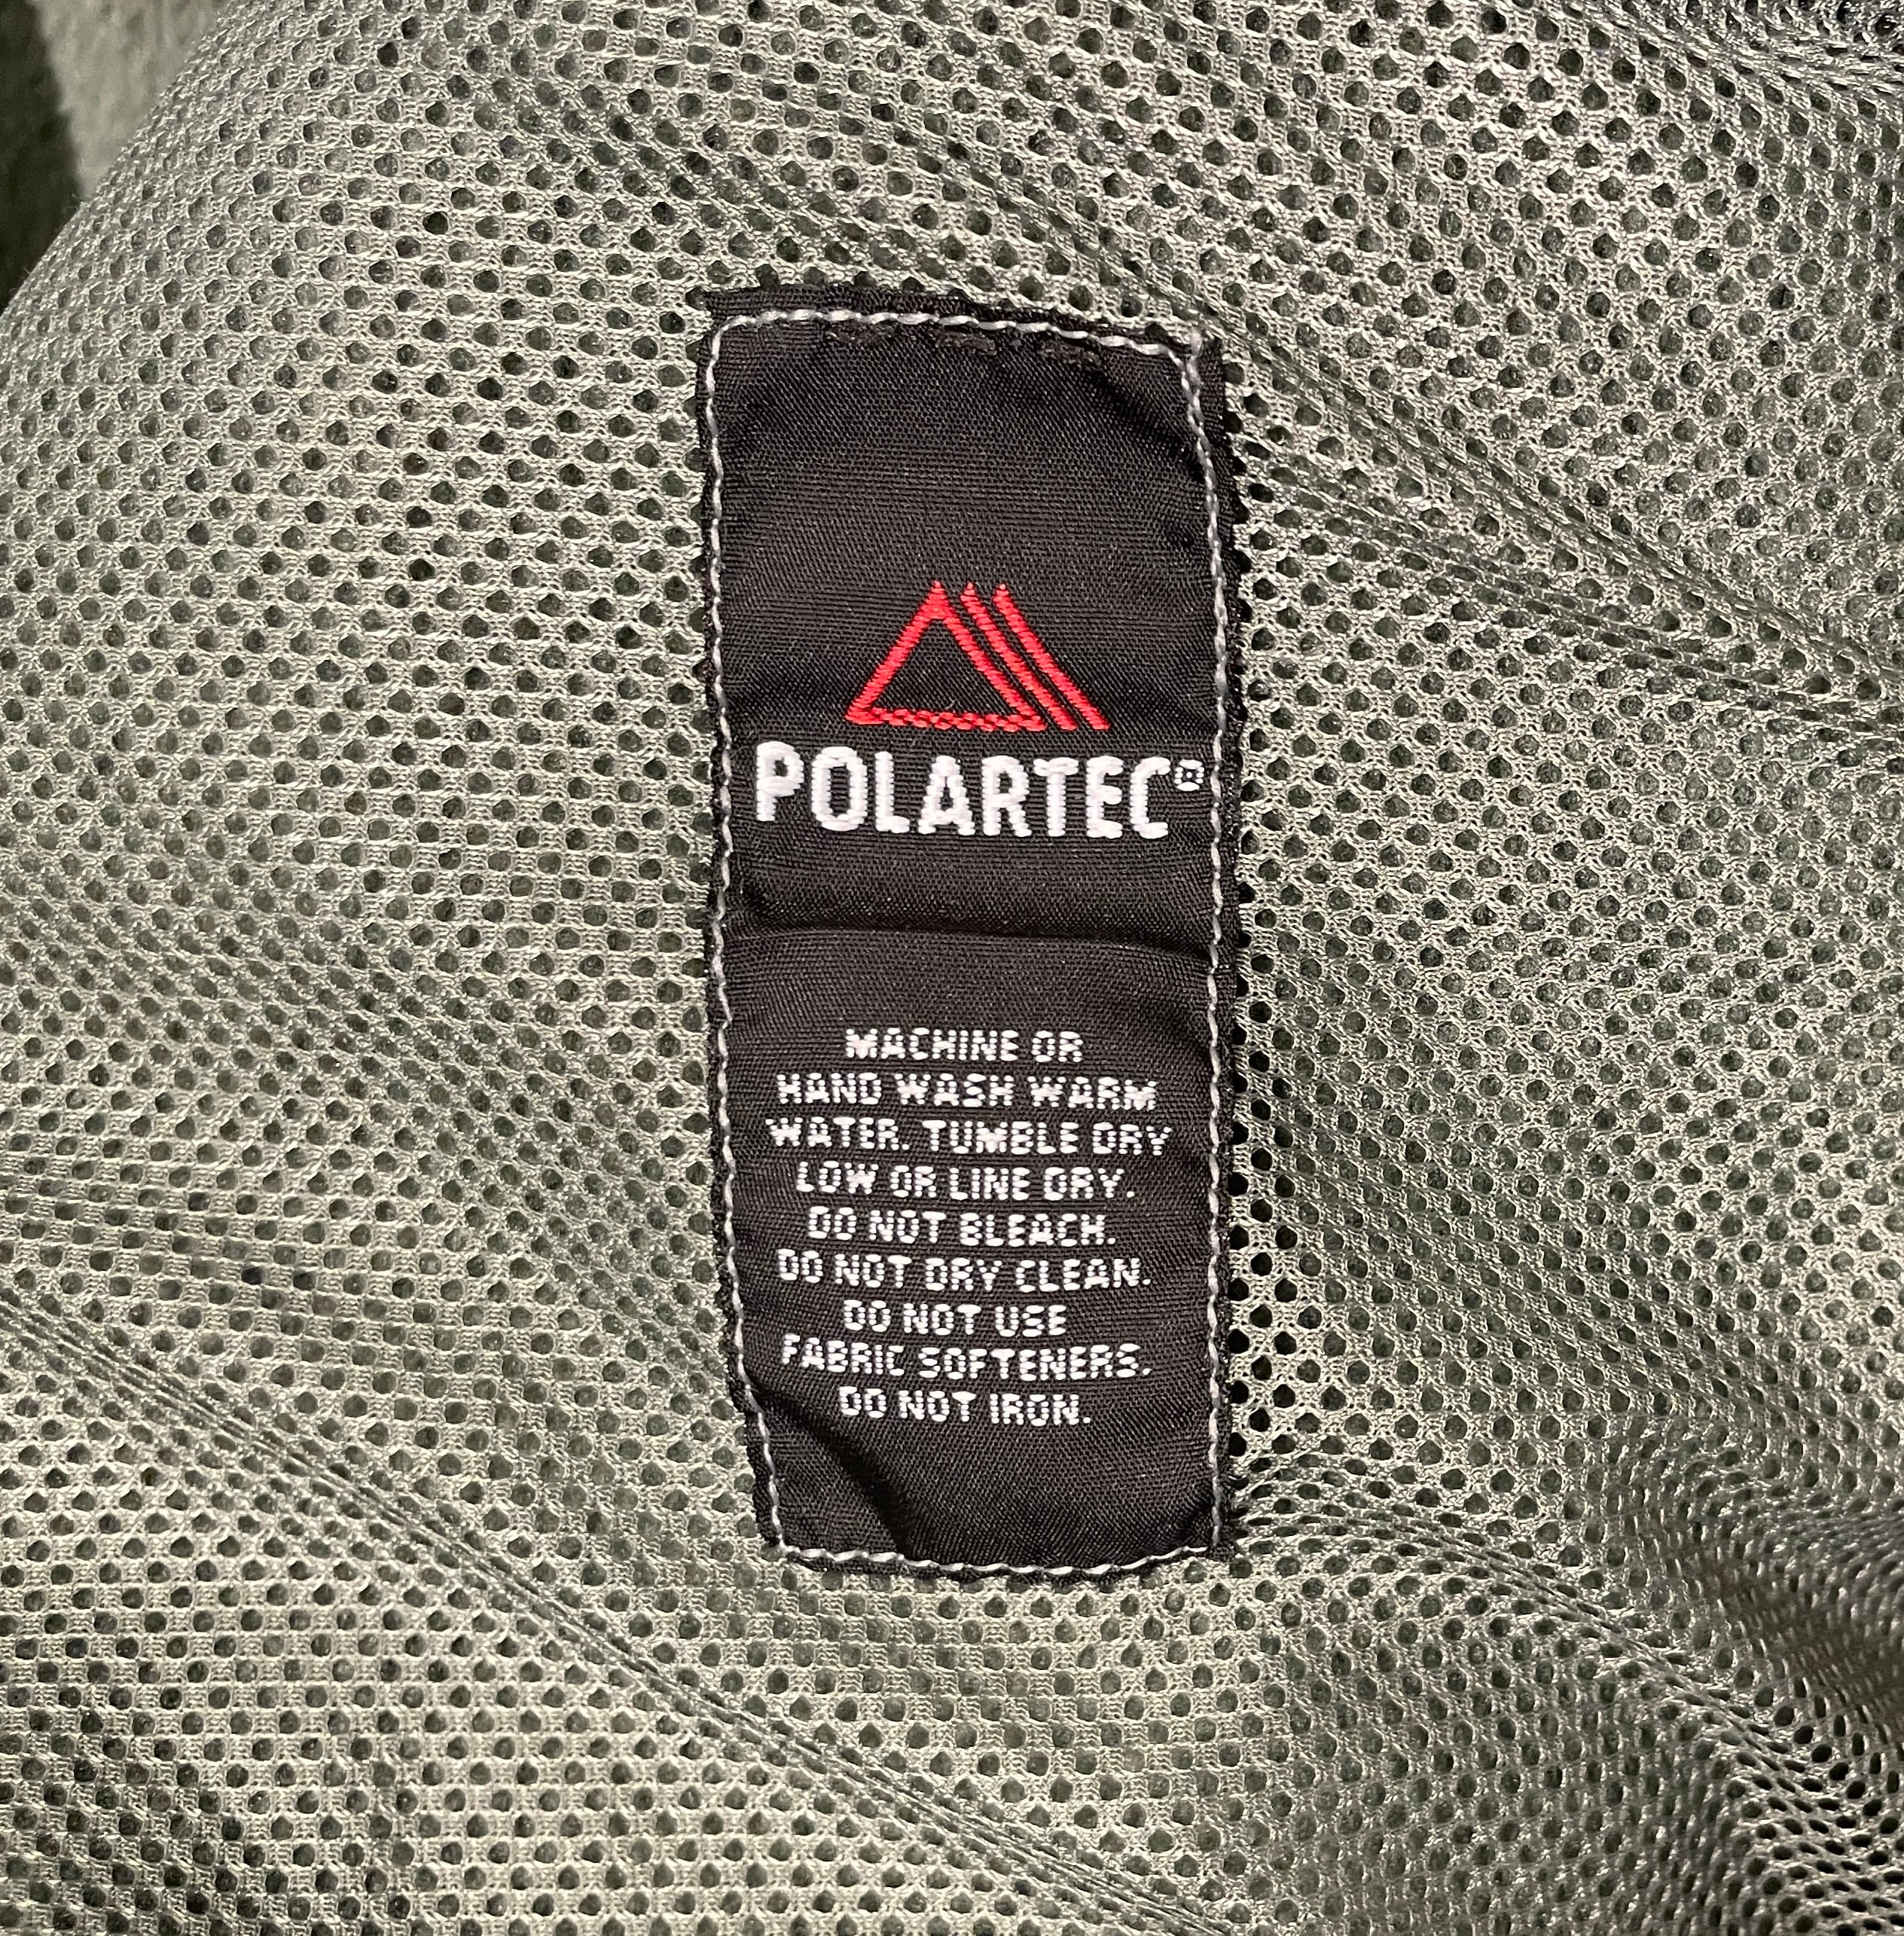 POLARTEC®
MACHINE OR
HAND WASH WARM
WATER. TUMBLE DRY
LOW OR LINE DRY.
DO NOT BLEACH.
DO NOT DRY CLEAN.
DO NOT USE
FABRIC SOFTENERS.
DO NOT IRON.